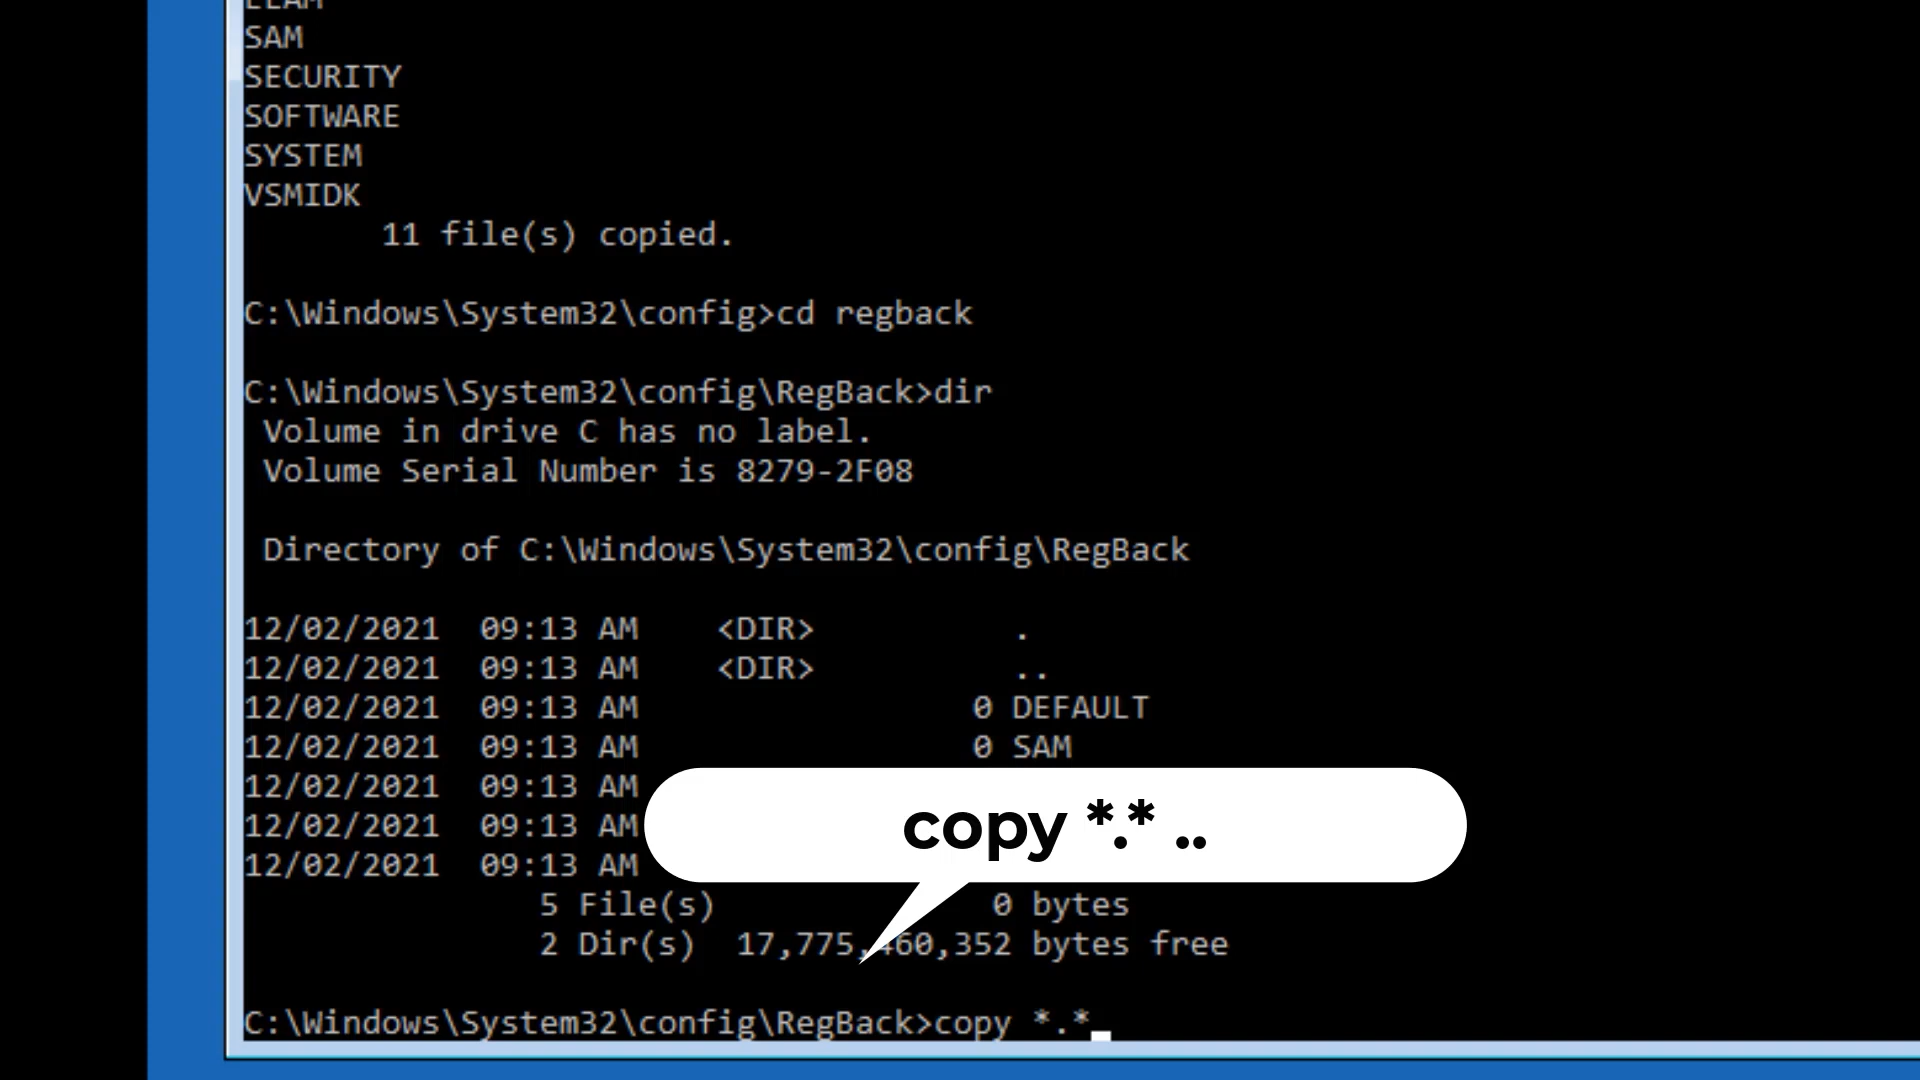 SAM
SECURITY
SOFTWARE
SYSTEM
VSMIDK
11 file(s) copied.
C:\Windows\System32\config>cd regback
C:\Windows\System32\config\RegBack>dir
Volume in drive C has no label.
Volume Serial Number is 8279-2F08
Directory of C:\Windows\System32\config\RegBack
12/02/2021 09:13 AM <DIR> .
12/02/2021 09:13 AM <DIR> ..
12/02/2021 09:13 AM 0 DEFAULT
12/02/2021 09:13 AM 0 SAM
12/02/2021 09:13 AM
12/02/2021 09:13 AM
12/02/2021 09:13 AM
copy *.* ..
5 File(s) 0 bytes
2 Dir(s) 17,775,460,352 bytes free
C:\Windows\System32\config\RegBack>copy *.*